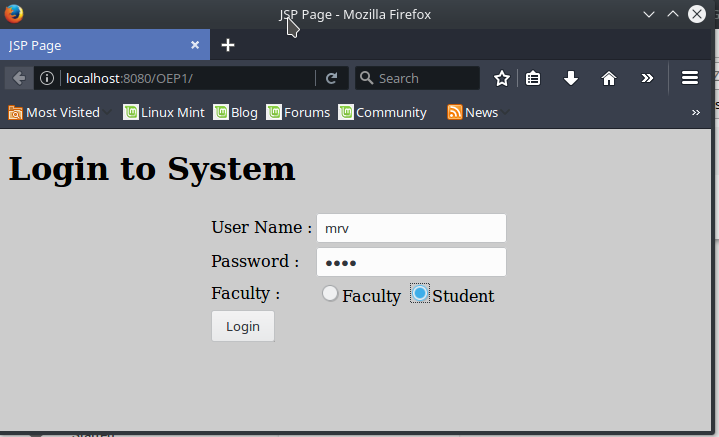 JSP Page - Mozilla Firefox
JSP Page
localhost:8080/OEP1/
Search
Most Visited
Linux Mint
Blog
Forums
Community
News
Login to System
User Name :
mrv
Password :
●●●●
Faculty :
Faculty
Student
Login